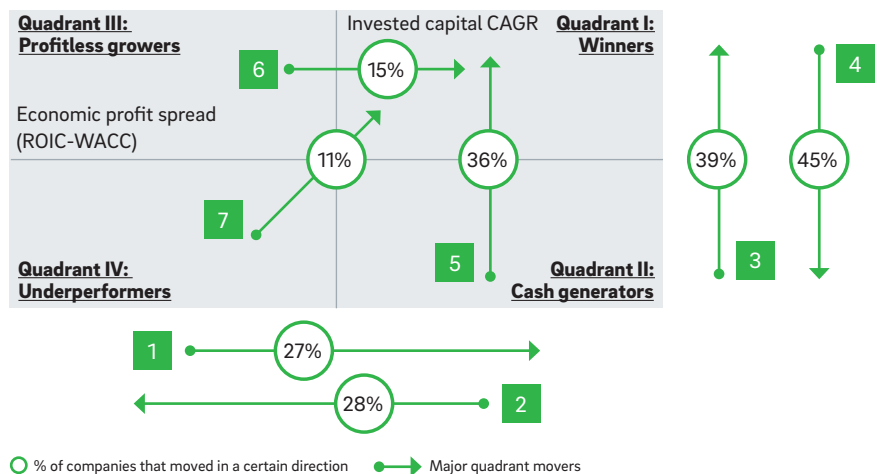 Quadrant III:
Profitless growers
Invested capital CAGR
Quadrant I:
Winners
6
15%
4
Economic profit spread
(ROIC-WACC)
11%
36%
39%
45%
7
5
3
Quadrant IV:
Underperformers
Quadrant II:
Cash generators
1
27%
28%
2
% of companies that moved in a certain direction
Major quadrant movers